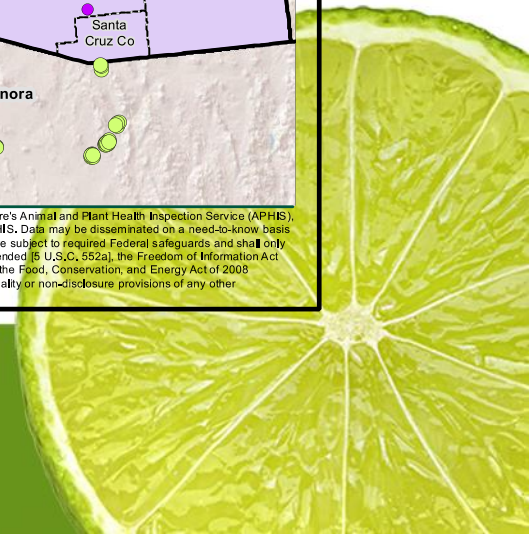 Santa
Cruz Co
nora
re's Animal and Plant Health Inspection Service (APHIS),
HIS. Data may be disseminated on a need-to-know basis
e subject to required Federal safeguards and shall only
ended [5 U.S.C. 552a], the Freedom of Information Act
the Food, Conservation, and Energy Act of 2008
ality or non-disclosure provisions of any other